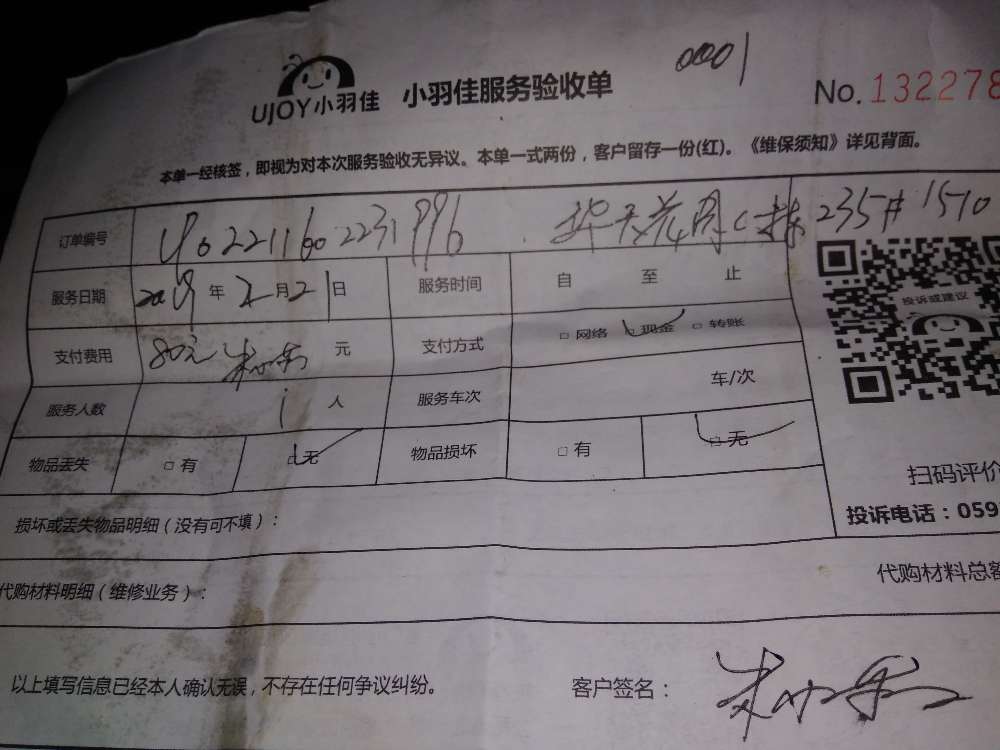 0001
UJOY小羽佳 小羽佳服务验收单
No.132278
本单一经核签，即视为对本次服务验收无异议。本单一式两份，客户留存一份(红)。《维保须知》详见背面。
订单编号 235# 1510
服务日期 2019 年 2 月 21 日 服务时间 自 至 止
投诉或建议
支付费用 80元 元 支付方式 □ 网络 □ 现金 □ 转账
服务人数 1 人 服务车次 车/次
物品丢失 □ 有 □ 无 物品损坏 □ 有 □ 无
扫码评价
投诉电话：059
损坏或丢失物品明细（没有可不填）：
代购材料明细（维修业务）： 代购材料总
以上填写信息已经本人确认无误，不存在任何争议纠纷。 客户签名：